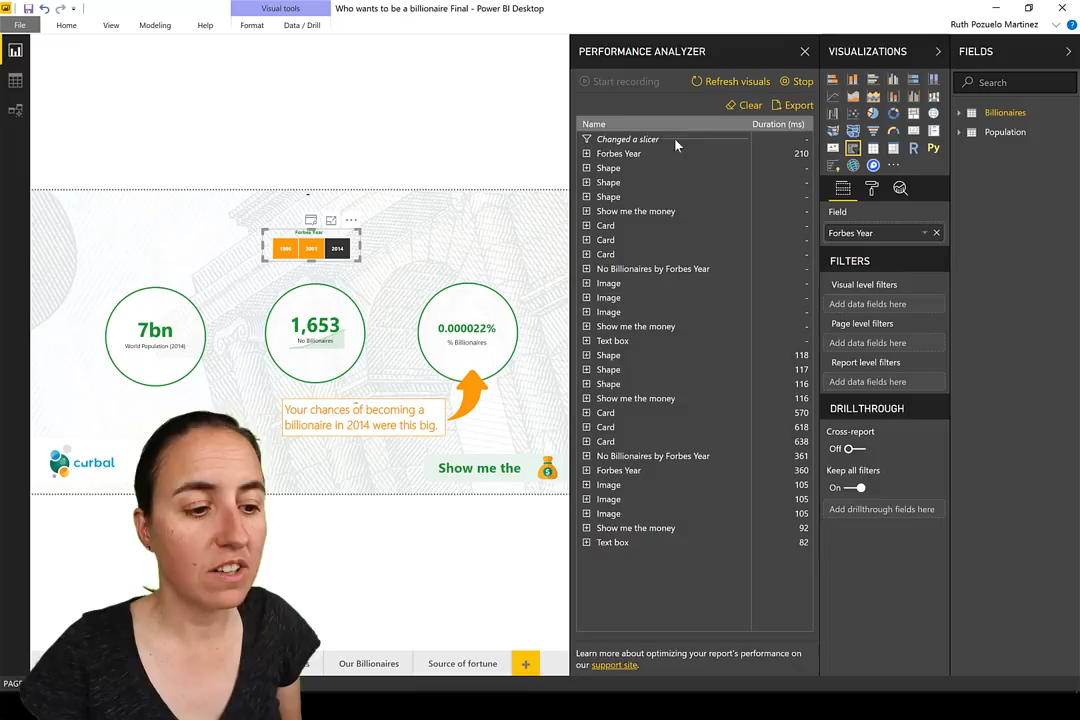 Visual tools
Who wants to be a billionaire Final - Power BI Desktop
File
Home
View
Modeling
Help
Format
Data / Drill
Ruth Pozuelo Martinez
PERFORMANCE ANALYZER
Start recording
Refresh visuals
Stop
Clear
Export
Name
Duration (ms)
Changed a slicer -
Forbes Year 210
Shape -
Shape -
Shape -
Show me the money -
Card -
Card -
Card -
No Billionaires by Forbes Year -
Image -
Image -
Image -
Show me the money -
Text box -
Shape 118
Shape 117
Shape 116
Show me the money 116
Card 570
Card 618
Card 638
No Billionaires by Forbes Year 361
Forbes Year 360
Image 105
Image 105
Image 105
Show me the money 92
Text box 82
Learn more about optimizing your report's performance on
our support site.
VISUALIZATIONS
R
Py
Field
Forbes Year
FILTERS
Visual level filters
Add data fields here
Page level filters
Add data fields here
Report level filters
Add data fields here
DRILLTHROUGH
Cross-report
Off
Keep all filters
On
Add drillthrough fields here
FIELDS
Search
Billionaires
Population
Forbes Year
2014
7bn
World Population (2014)
1,653
No Billionaires
0.000022%
% Billionaires
Your chances of becoming a
billionaire in 2014 were this big.
curbal
Show me the
Our Billionaires
Source of fortune